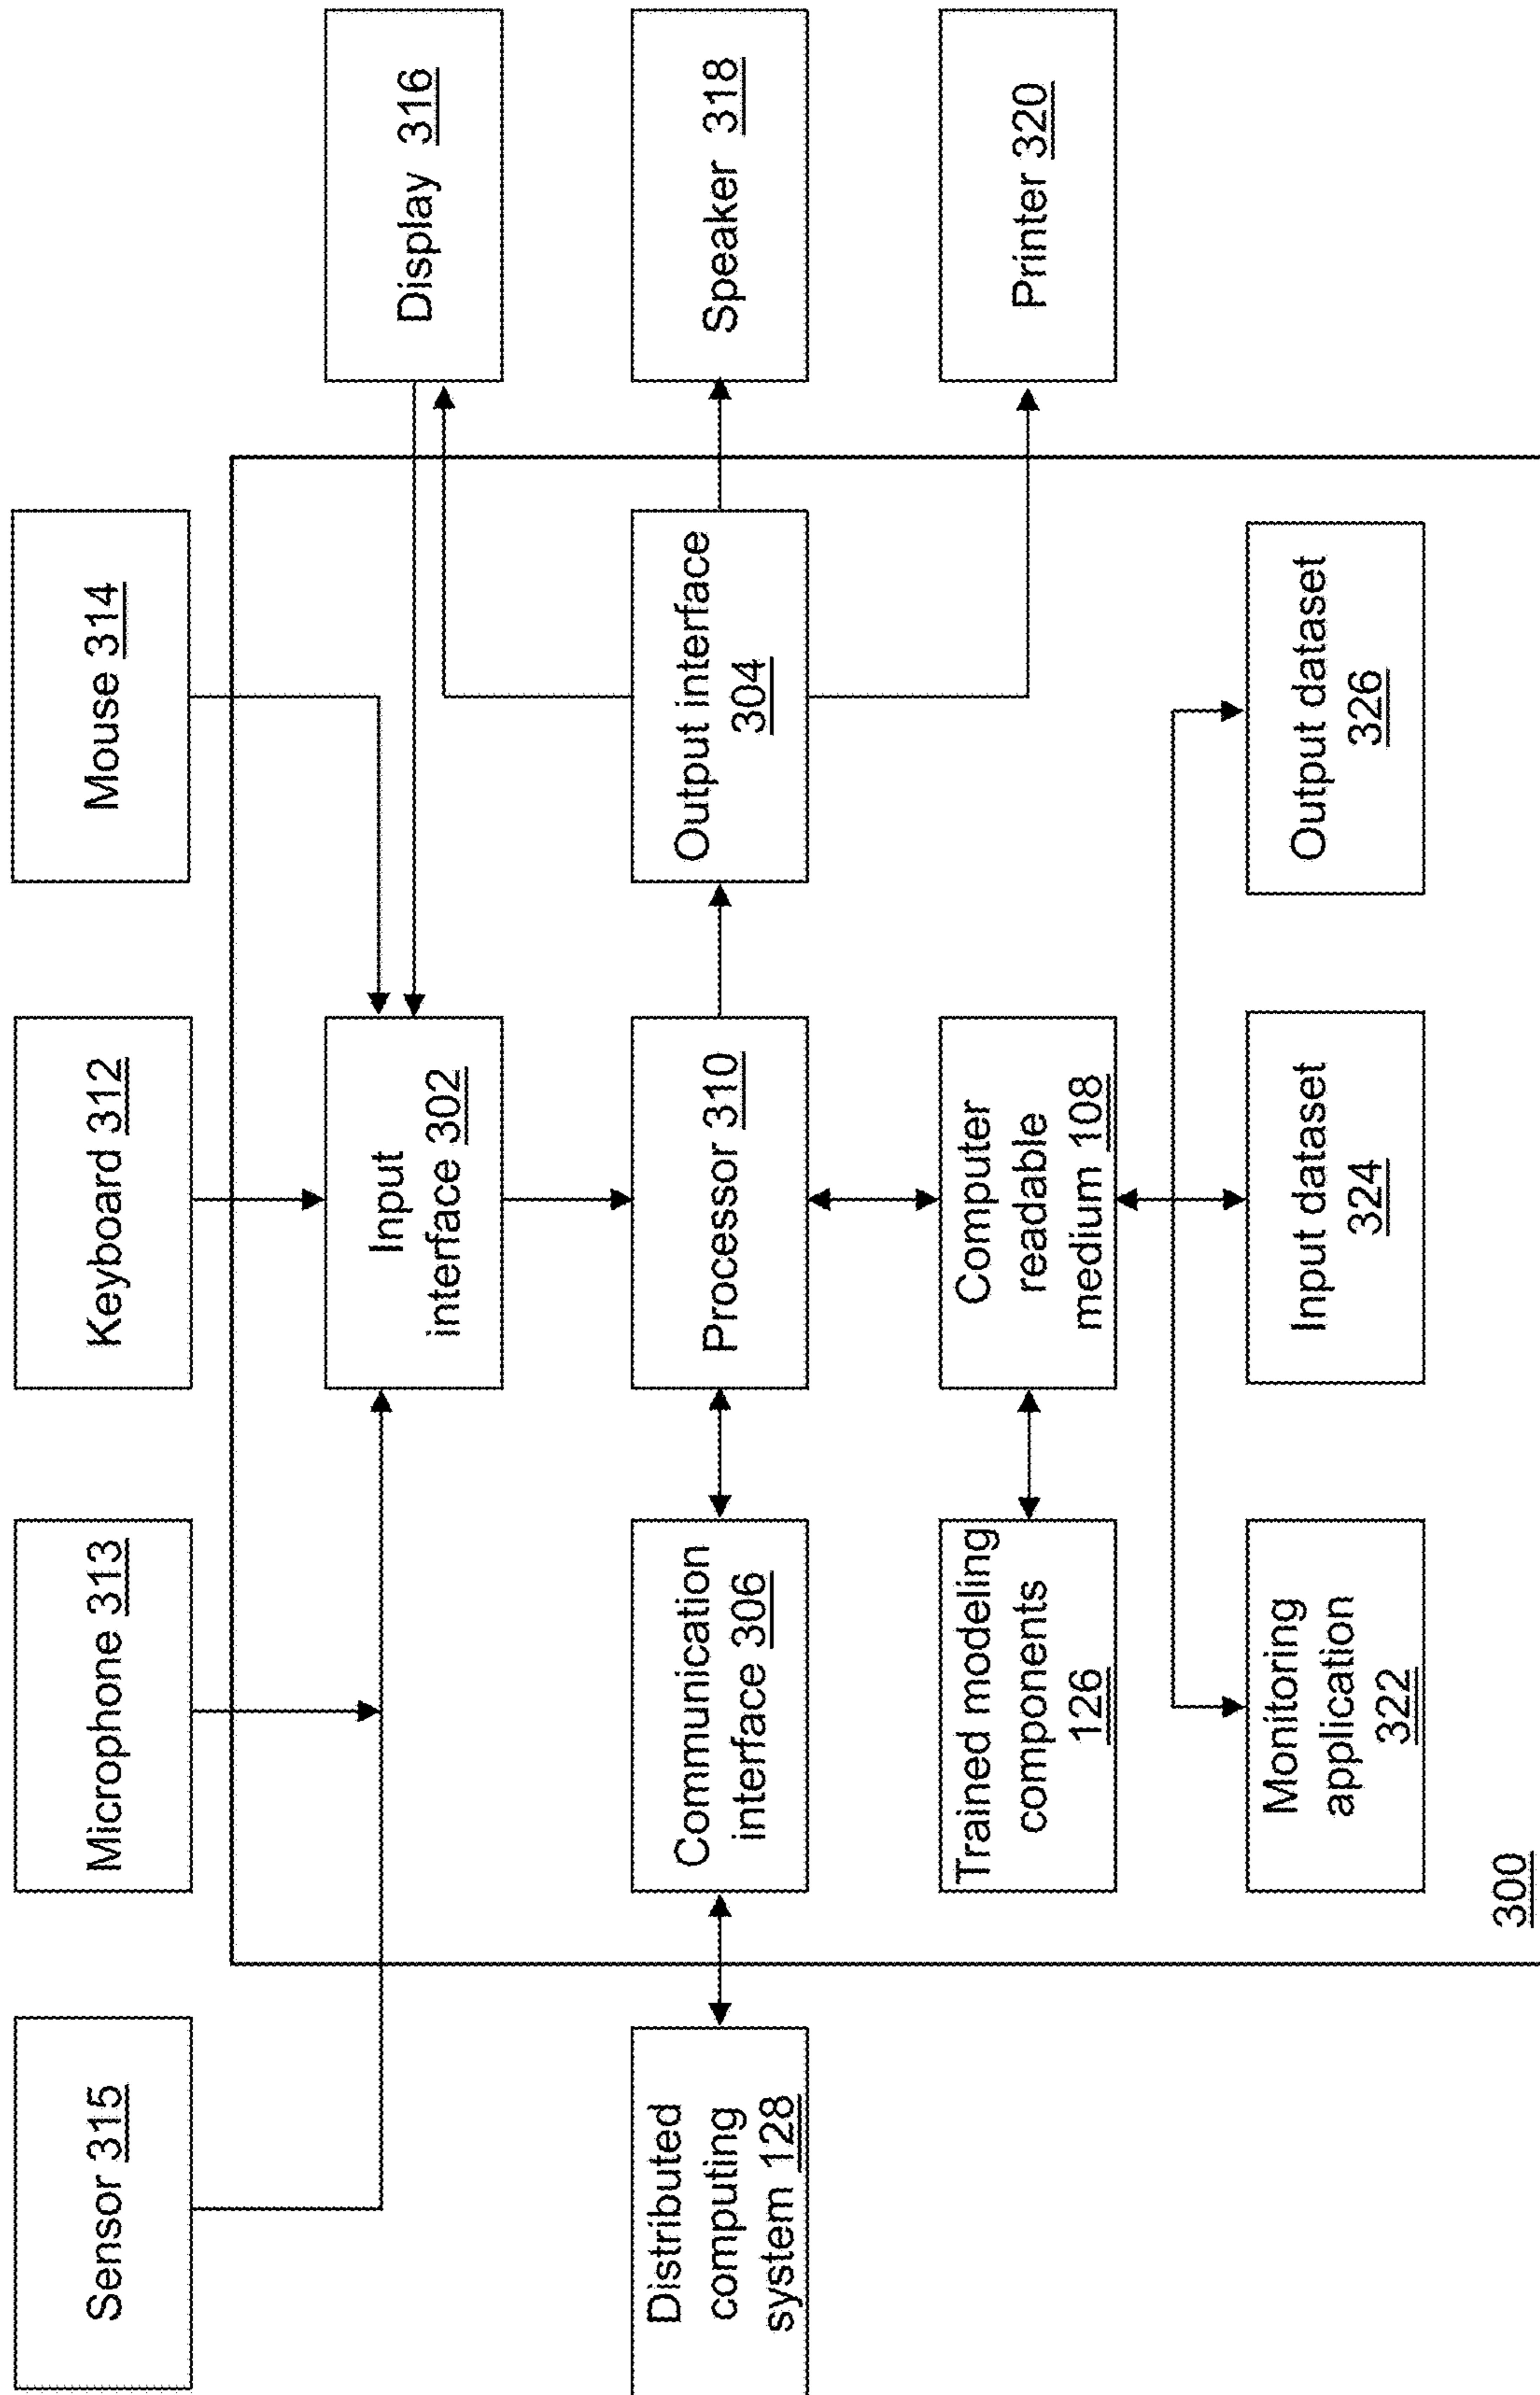 Sensor 315
Microphone 313
Keyboard 312
Mouse 314
Input
interface 302
Display 316
Distributed
computing
system 128
Communication
interface 306
Processor 310
Output interface
304
Speaker 318
Trained modeling
components
126
Computer
readable
medium 108
Printer 320
Monitoring
application
322
Input dataset
324
Output dataset
326
300